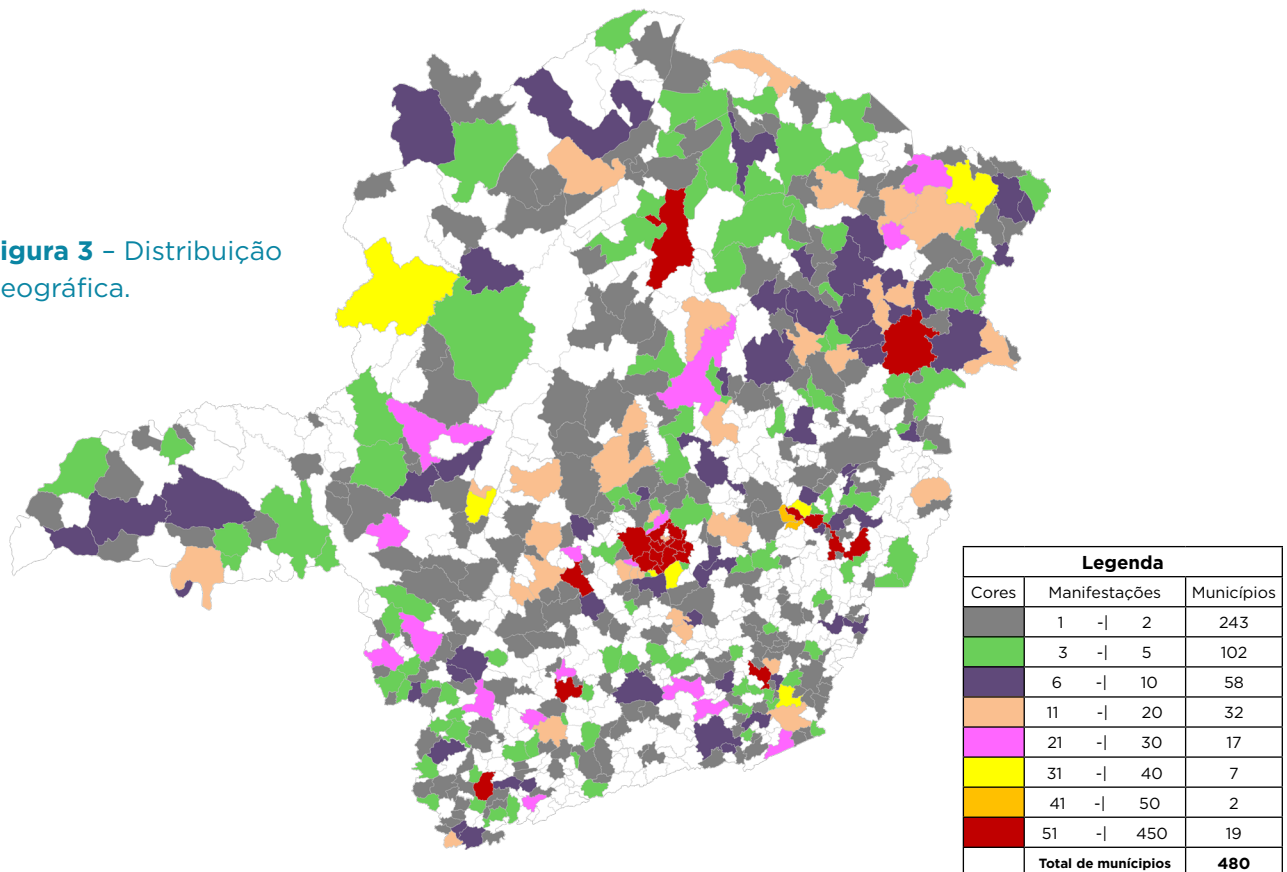 igura 3 – Distribuição
eográfica.
Legenda
Cores Manifestações Municípios
1 -| 2 243
3 -| 5 102
6 -| 10 58
11 -| 20 32
21 -| 30 17
31 -| 40 7
41 -| 50 2
51 -| 450 19
Total de munícipios 480